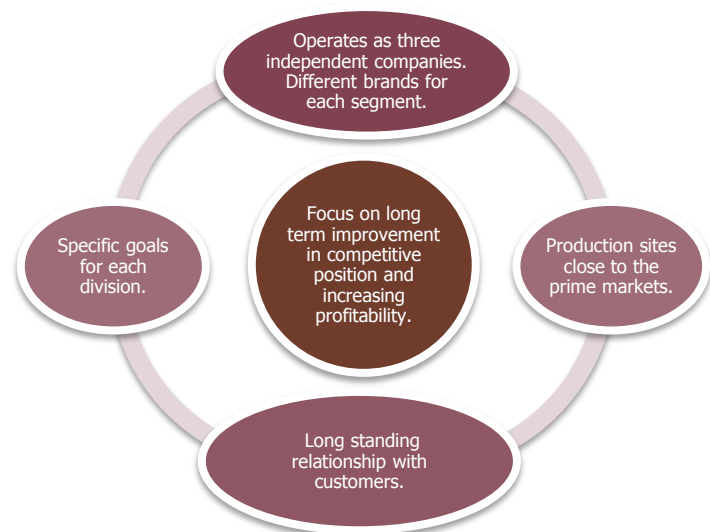 Operates as three
independent companies.
Different brands for
each segment.
Specific goals
for each
division.
Focus on long
term improvement
in competitive
position and
increasing
profitability.
Production sites
close to the
prime markets.
Long standing
relationship with
customers.